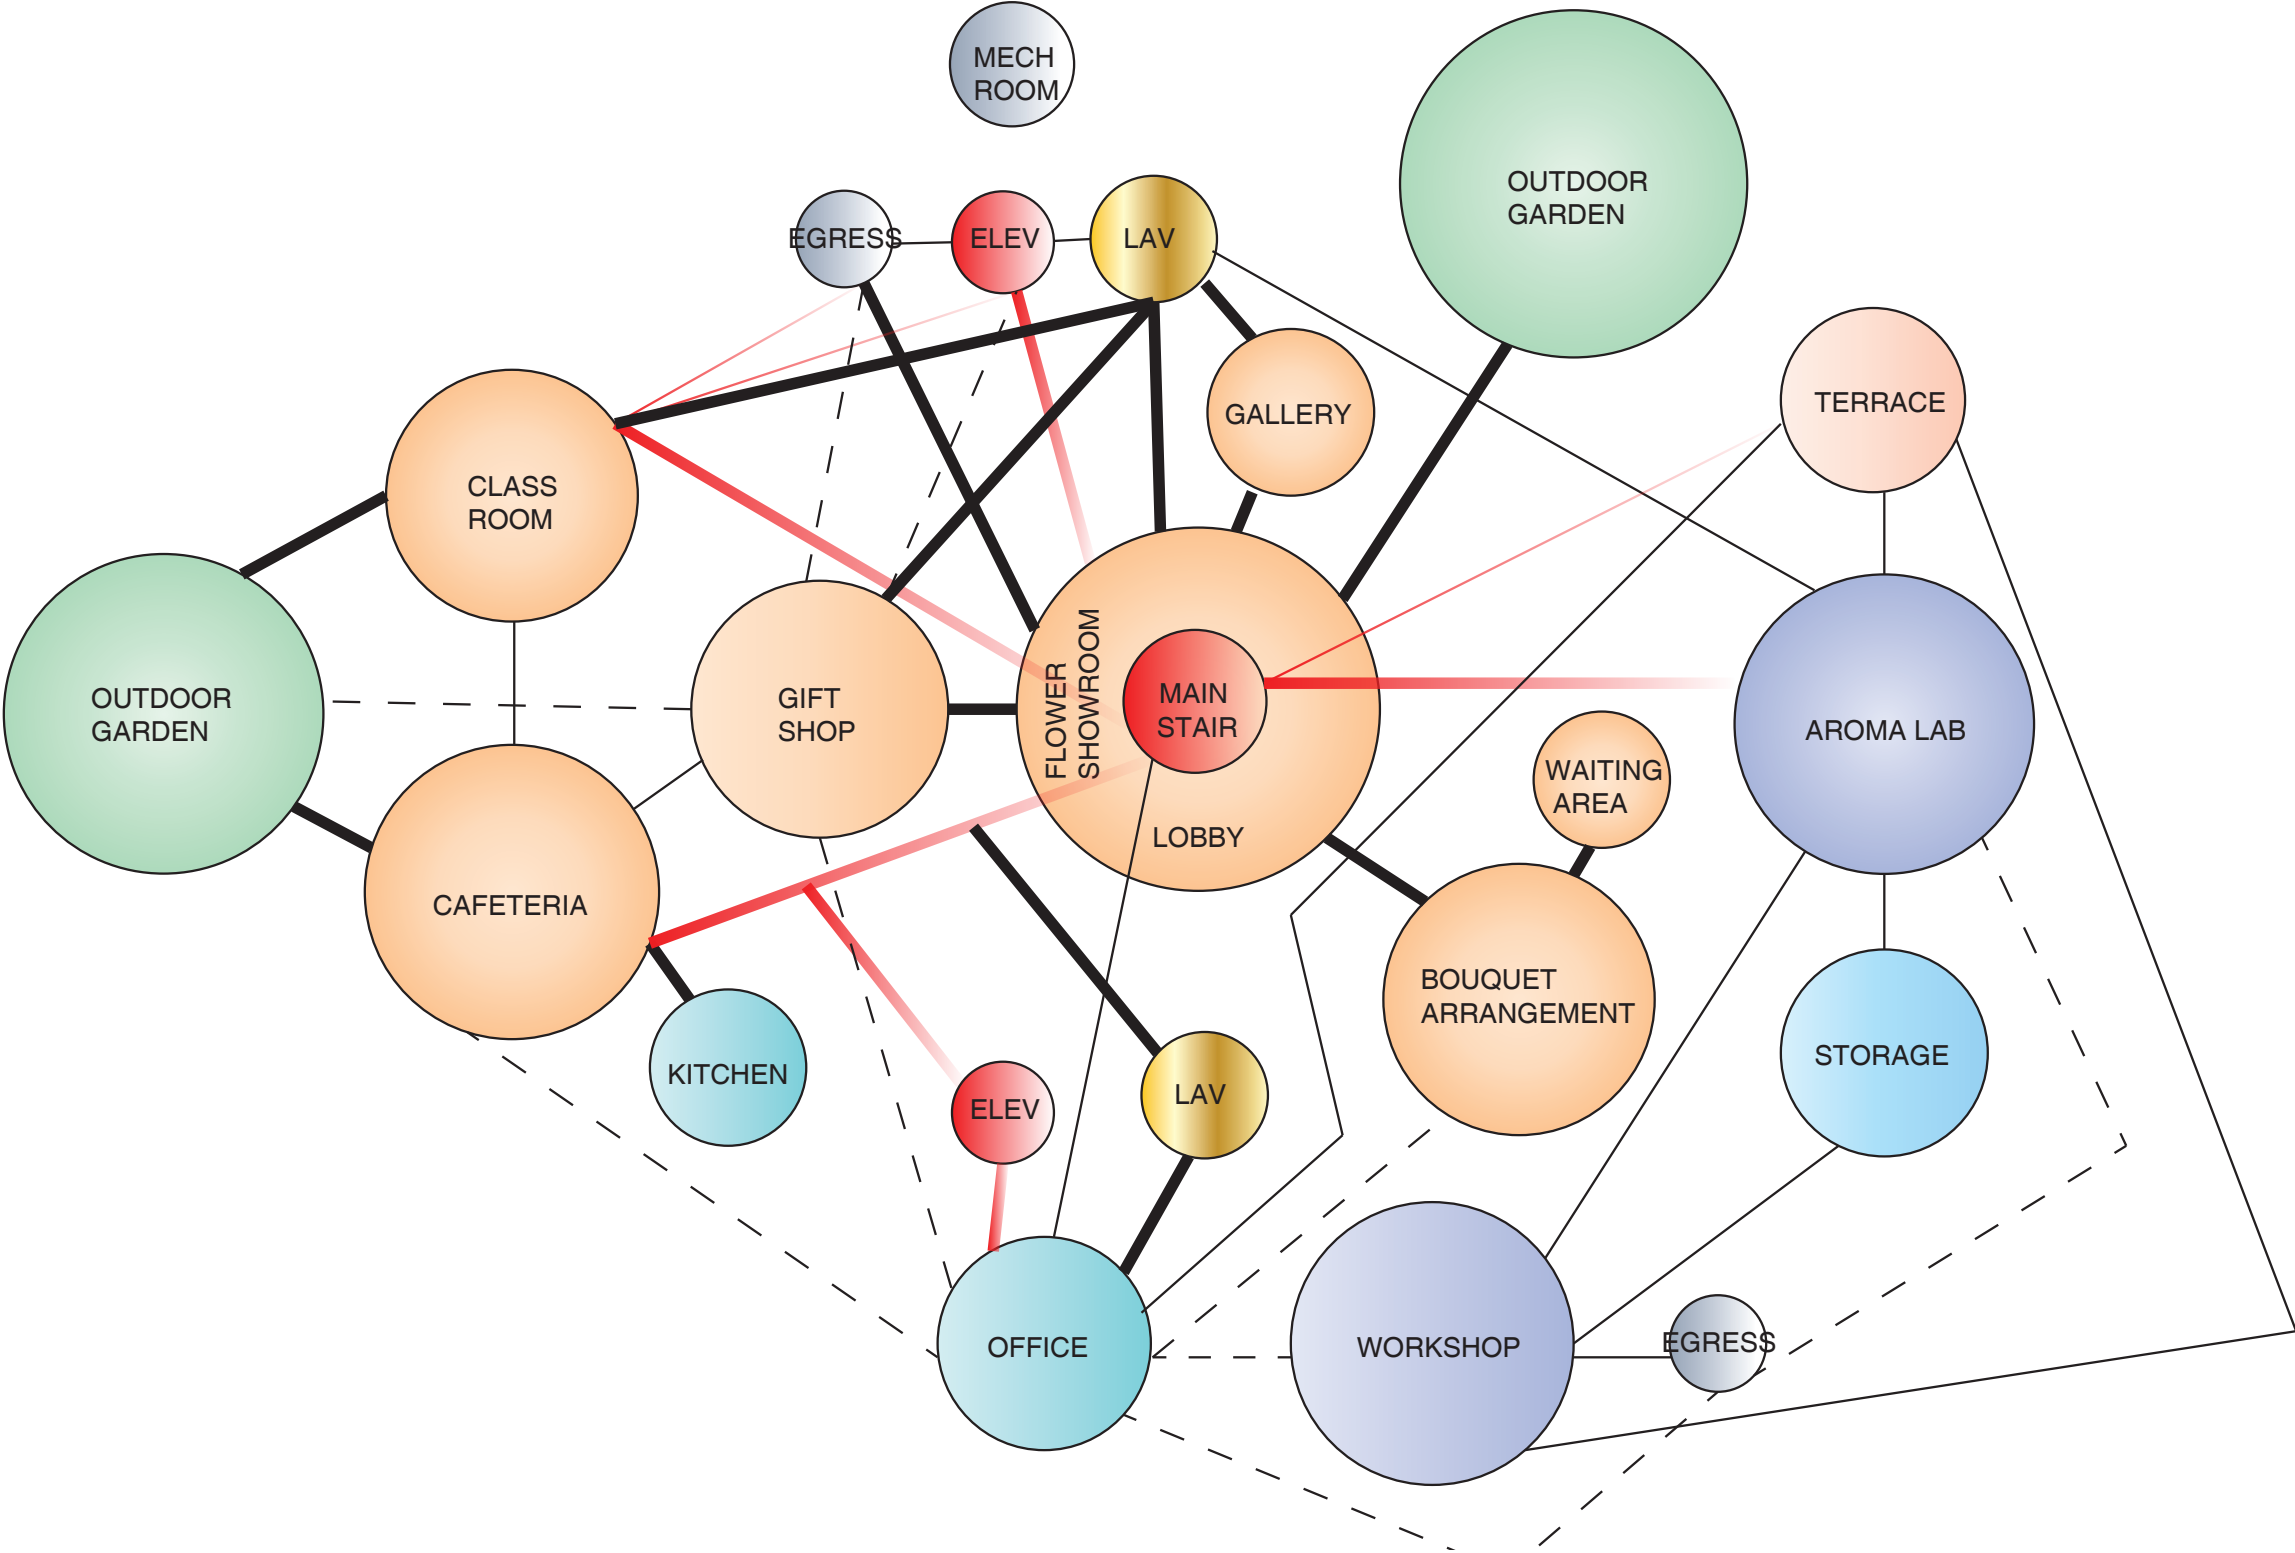 MECH
ROOM
OUTDOOR
GARDEN
EGRESS
ELEV
LAV
TERRACE
GALLERY
CLASS
ROOM
OUTDOOR
GARDEN
GIFT
SHOP
FLOWER
SHOWROOM
MAIN
STAIR
LOBBY
AROMA LAB
WAITING
AREA
CAFETERIA
BOUQUET
ARRANGEMENT
KITCHEN
ELEV
LAV
STORAGE
OFFICE
WORKSHOP
EGRESS